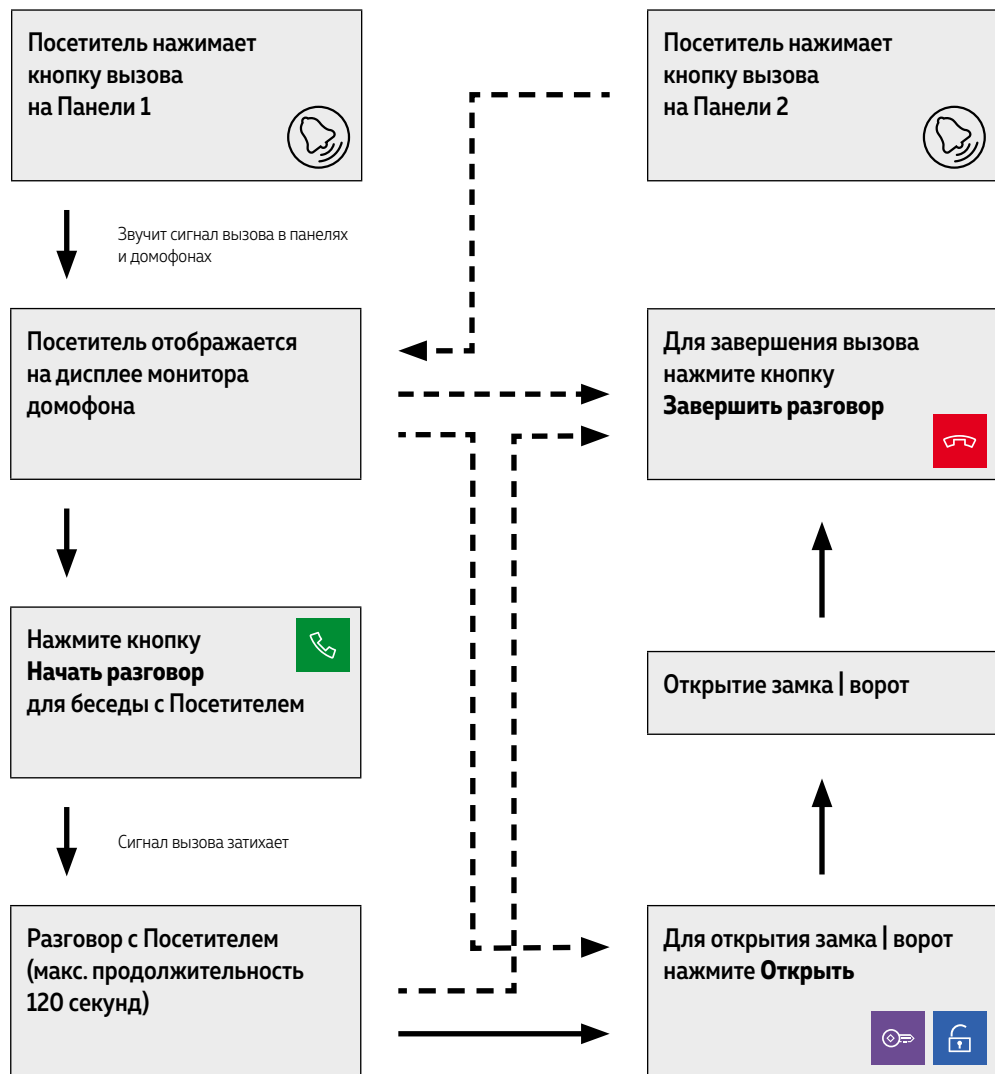 Посетитель нажимает
кнопку вызова
на Панели 1
Посетитель нажимает
кнопку вызова
на Панели 2
Звучит сигнал вызова в панелях
и домофонах
Посетитель отображается
на дисплее монитора
домофона
Для завершения вызова
нажмите кнопку
Завершить разговор
Нажмите кнопку
Начать разговор
для беседы с Посетителем
Открытие замка | ворот
Сигнал вызова затихает
Разговор с Посетителем
(макс. продолжительность
120 секунд)
Для открытия замка | ворот
нажмите Открыть